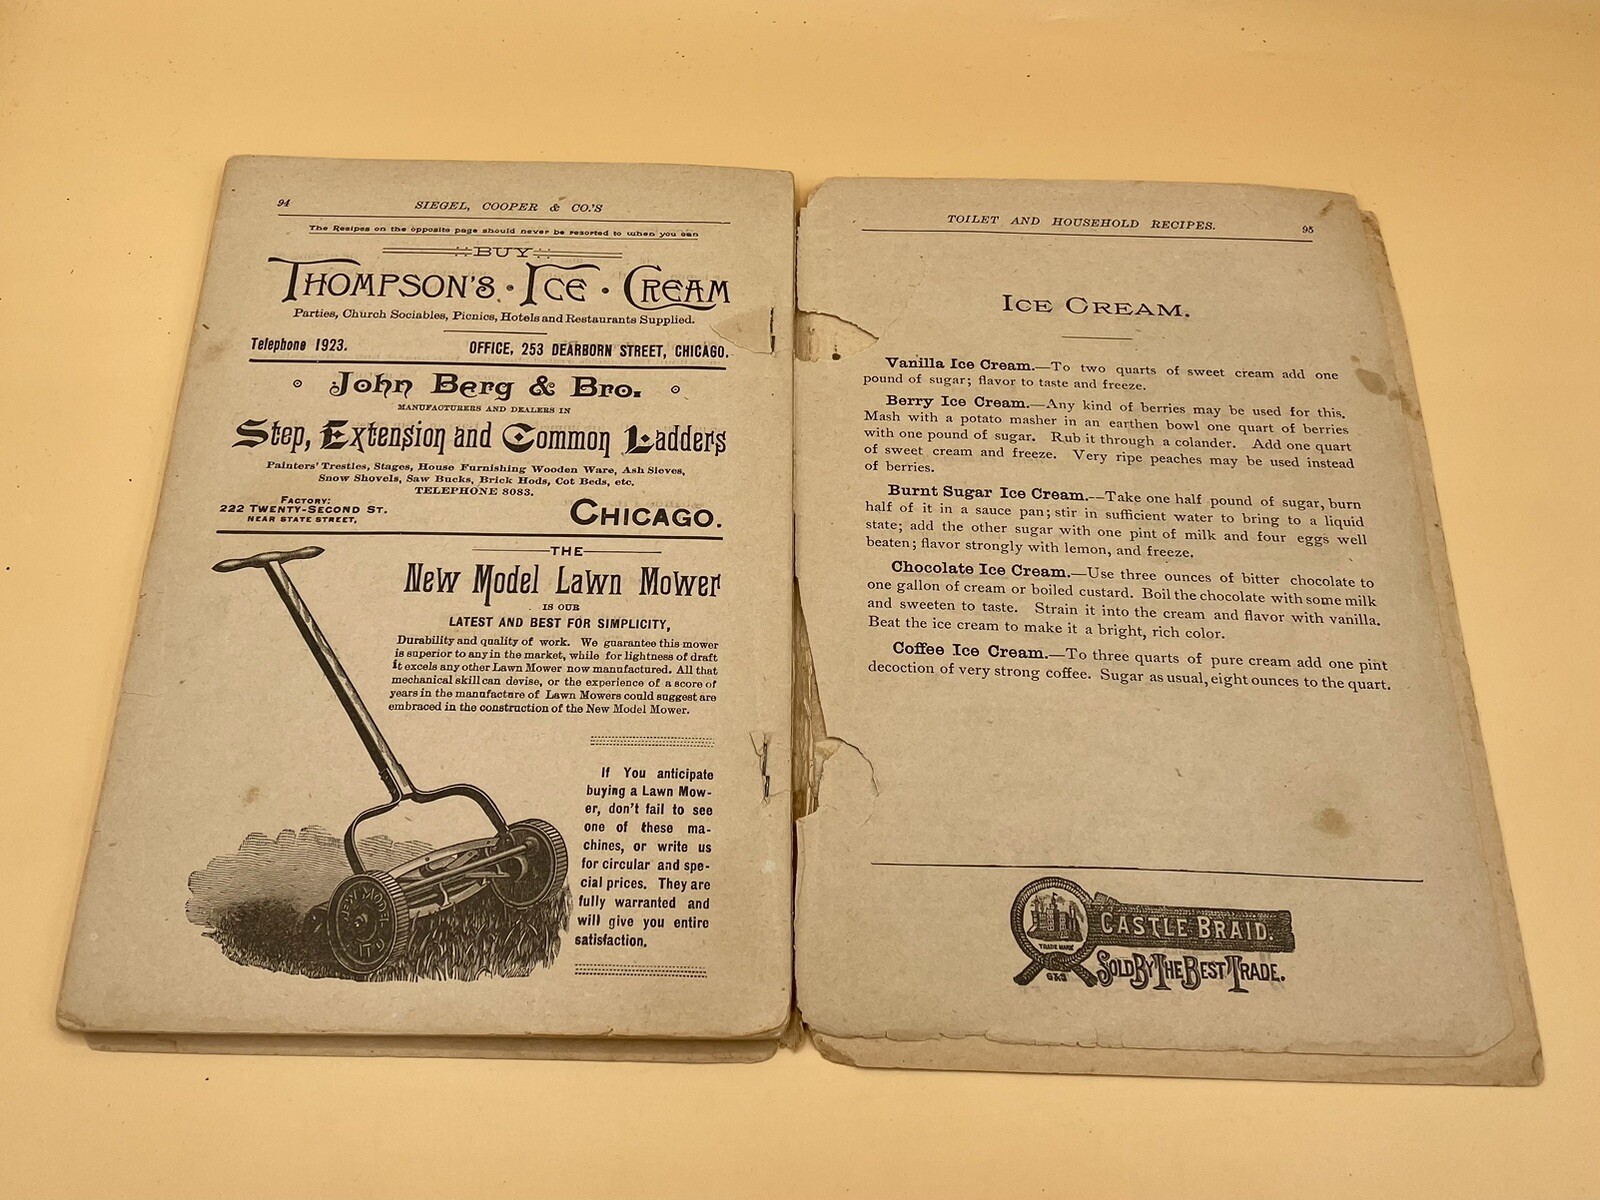 94
SIEGEL, COOPER & CO.'S
The Recipes on the opposite page should never be resorted to when you can
BUY
THOMPSON'S · ICE · CREAM
Parties, Church Sociables, Picnics, Hotels and Restaurants Supplied.
Telephone 1923. OFFICE, 253 DEARBORN STREET, CHICAGO.
John Berg & Bro.
MANUFACTURERS AND DEALERS IN
Step, Extension and Common Ladders
Painters' Trestles, Stages, House Furnishing Wooden Ware, Ash Sieves,
Snow Shovels, Saw Bucks, Brick Hods, Cot Beds, etc.
TELEPHONE 8083.
FACTORY:
222 TWENTY-SECOND ST.
NEAR STATE STREET,
CHICAGO.
THE
New Model Lawn Mower
IS OUR
LATEST AND BEST FOR SIMPLICITY,
Durability and quality of work. We guarantee this mower
is superior to any in the market, while for lightness of draft
it excels any other Lawn Mower now manufactured. All that
mechanical skill can devise, or the experience of a score of
years in the manufacture of Lawn Mowers could suggest are
embraced in the construction of the New Model Mower.
If You anticipate
buying a Lawn Mow-
er, don't fail to see
one of these ma-
chines, or write us
for circular and spe-
cial prices. They are
fully warranted and
will give you entire
satisfaction.
NEW MODEL
TOILET AND HOUSEHOLD RECIPES.
95
ICE CREAM.
Vanilla Ice Cream.—To two quarts of sweet cream add one
pound of sugar; flavor to taste and freeze.
Berry Ice Cream.—Any kind of berries may be used for this.
Mash with a potato masher in an earthen bowl one quart of berries
with one pound of sugar. Rub it through a colander. Add one quart
of sweet cream and freeze. Very ripe peaches may be used instead
of berries.
Burnt Sugar Ice Cream.—Take one half pound of sugar, burn
half of it in a sauce pan; stir in sufficient water to bring to a liquid
state; add the other sugar with one pint of milk and four eggs well
beaten; flavor strongly with lemon, and freeze.
Chocolate Ice Cream.—Use three ounces of bitter chocolate to
one gallon of cream or boiled custard. Boil the chocolate with some milk
and sweeten to taste. Strain it into the cream and flavor with vanilla.
Beat the ice cream to make it a bright, rich color.
Coffee Ice Cream.—To three quarts of pure cream add one pint
decoction of very strong coffee. Sugar as usual, eight ounces to the quart.
CASTLE BRAID.
TRADE MARK
SOLD BY THE BEST TRADE.